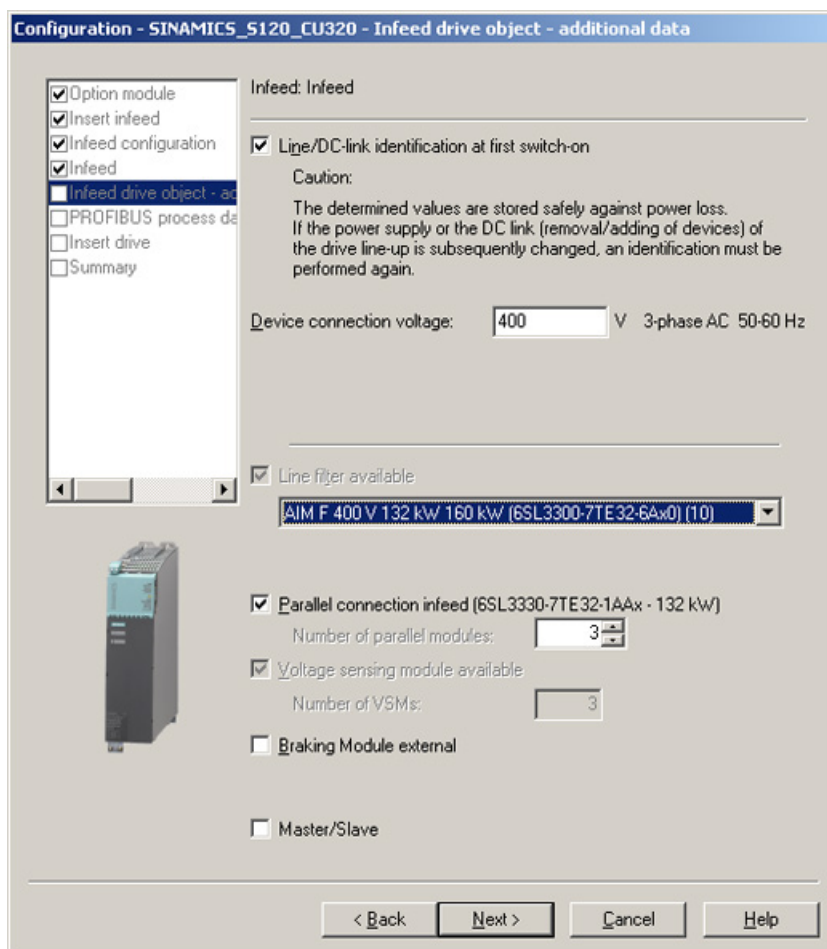 Configuration - SINAMICS_S120_CU320 - Infeed drive object - additional data
Option module
Insert infeed
Infeed configuration
Infeed
Infeed drive object - ac
PROFIBUS process da
Insert drive
Summary
Infeed: Infeed
Line/DC-link identification at first switch-on
Caution:
The determined values are stored safely against power loss.
If the power supply or the DC link (removal/adding of devices) of
the drive line-up is subsequently changed, an identification must be
performed again.
Device connection voltage: 400 V 3-phase AC 50-60 Hz
Line filter available
AIM F 400 V 132 kW 160 kW (6SL3300-7TE32-6Ax0) (10)
Parallel connection infeed (6SL3330-7TE32-1AAx - 132 kW)
Number of parallel modules: 3
Voltage sensing module available
Number of VSMs: 3
Braking Module external
Master/Slave
< Back Next > Cancel Help